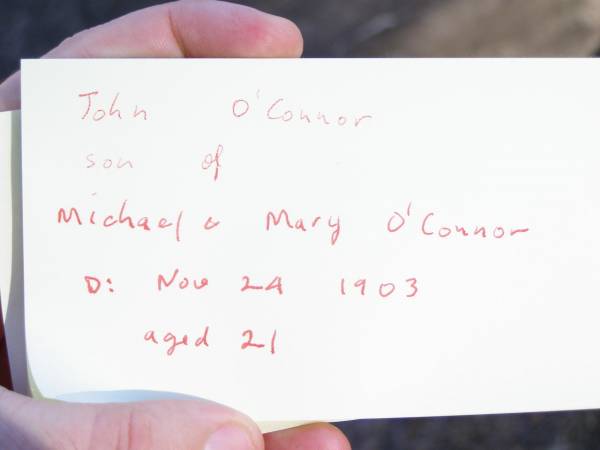 John O'Connor
son of
Michael & Mary O'Connor
D: Nov 24 1903
aged 21